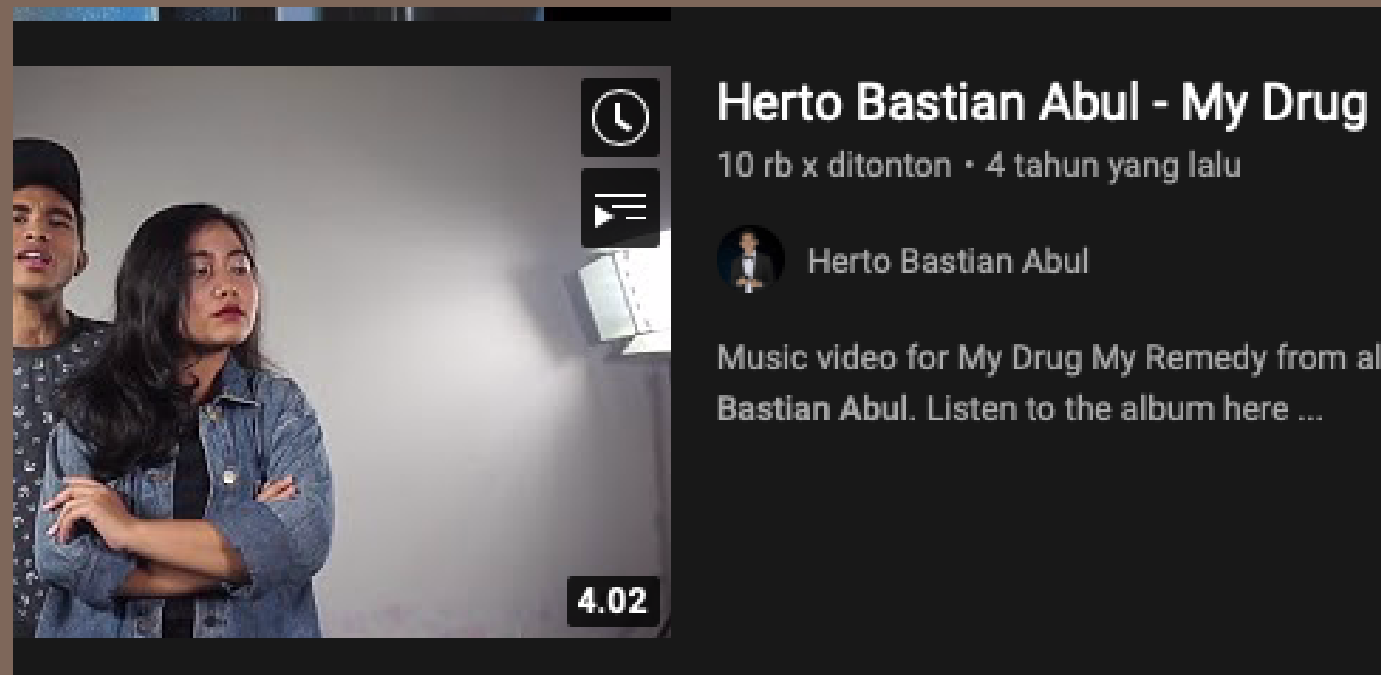 Herto Bastian Abul - My Drug
10 rb x ditonton • 4 tahun yang lalu
Herto Bastian Abul
Music video for My Drug My Remedy from al
Bastian Abul. Listen to the album here ...
4.02